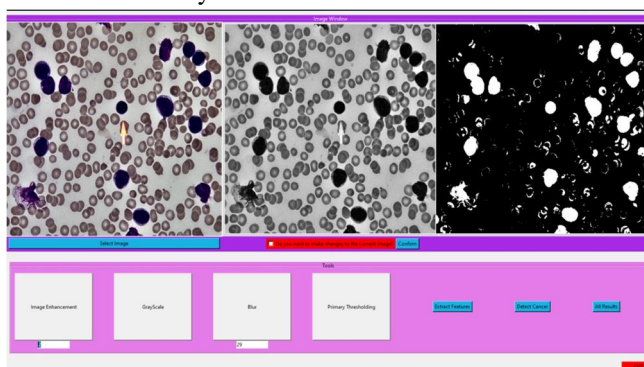 Image Window
Select Image
Do you want to make changes to the Current Image
Confirm
Tools
Image Enhancement
GrayScale
Blur
Primary Thresholding
Extract Features
Detect Cancer
All Results
29